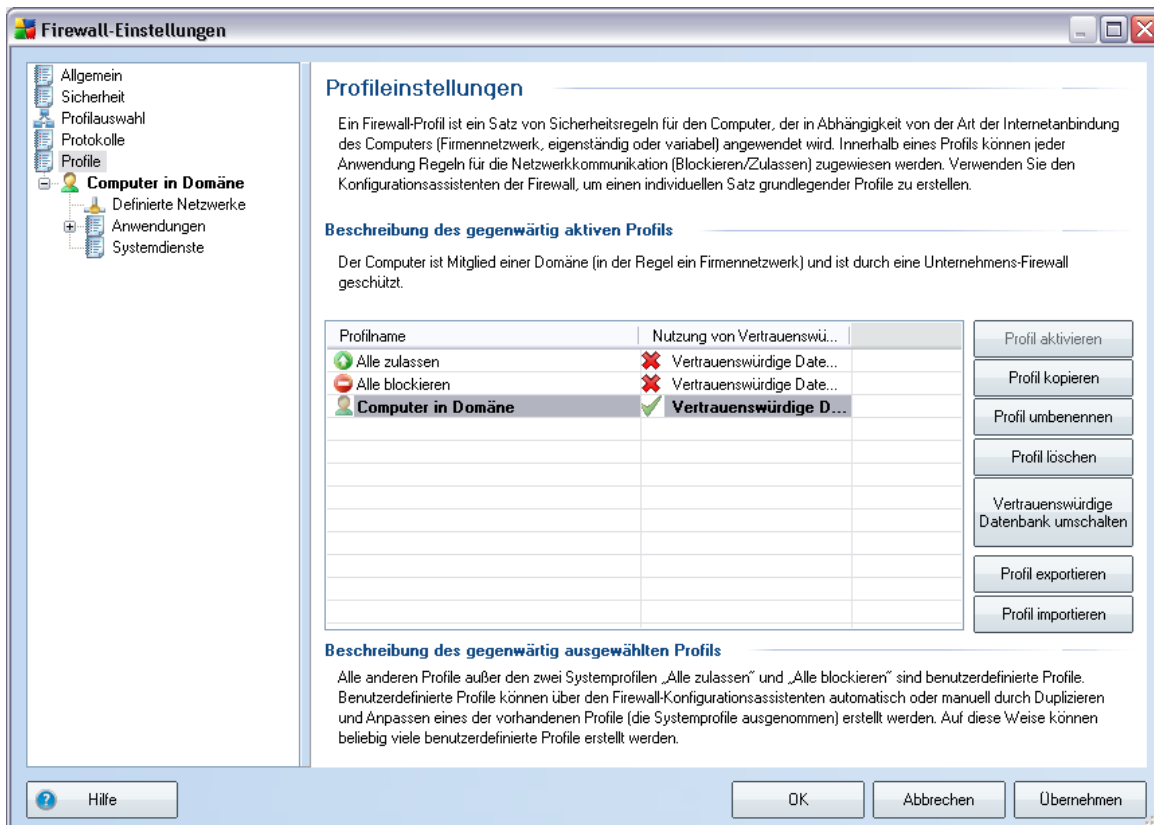 Firewall-Einstellungen
Allgemein
Sicherheit
Profilauswahl
Protokolle
Profile
Computer in Domäne
Definierte Netzwerke
Anwendungen
Systemdienste
Profileinstellungen
Ein Firewall-Profil ist ein Satz von Sicherheitsregeln für den Computer, der in Abhängigkeit von der Art der Internetanbindung
des Computers (Firmennetzwerk, eigenständig oder variabel) angewendet wird. Innerhalb eines Profils können jeder
Anwendung Regeln für die Netzwerkkommunikation (Blockieren/Zulassen) zugewiesen werden. Verwenden Sie den
Konfigurationsassistenten der Firewall, um einen individuellen Satz grundlegender Profile zu erstellen.
Beschreibung des gegenwärtig aktiven Profils
Der Computer ist Mitglied einer Domäne (in der Regel ein Firmennetzwerk) und ist durch eine Unternehmens-Firewall
geschützt.
Profilname Nutzung von Vertrauenswü...
Alle zulassen Vertrauenswürdige Date...
Alle blockieren Vertrauenswürdige Date...
Computer in Domäne Vertrauenswürdige D...
Profil aktivieren
Profil kopieren
Profil umbenennen
Profil löschen
Vertrauenswürdige
Datenbank umschalten
Profil exportieren
Profil importieren
Beschreibung des gegenwärtig ausgewählten Profils
Alle anderen Profile außer den zwei Systemprofilen „Alle zulassen" und „Alle blockieren" sind benutzerdefinierte Profile.
Benutzerdefinierte Profile können über den Firewall-Konfigurationsassistenten automatisch oder manuell durch Duplizieren
und Anpassen eines der vorhandenen Profile (die Systemprofile ausgenommen) erstellt werden. Auf diese Weise können
beliebig viele benutzerdefinierte Profile erstellt werden.
Hilfe OK Abbrechen Übernehmen